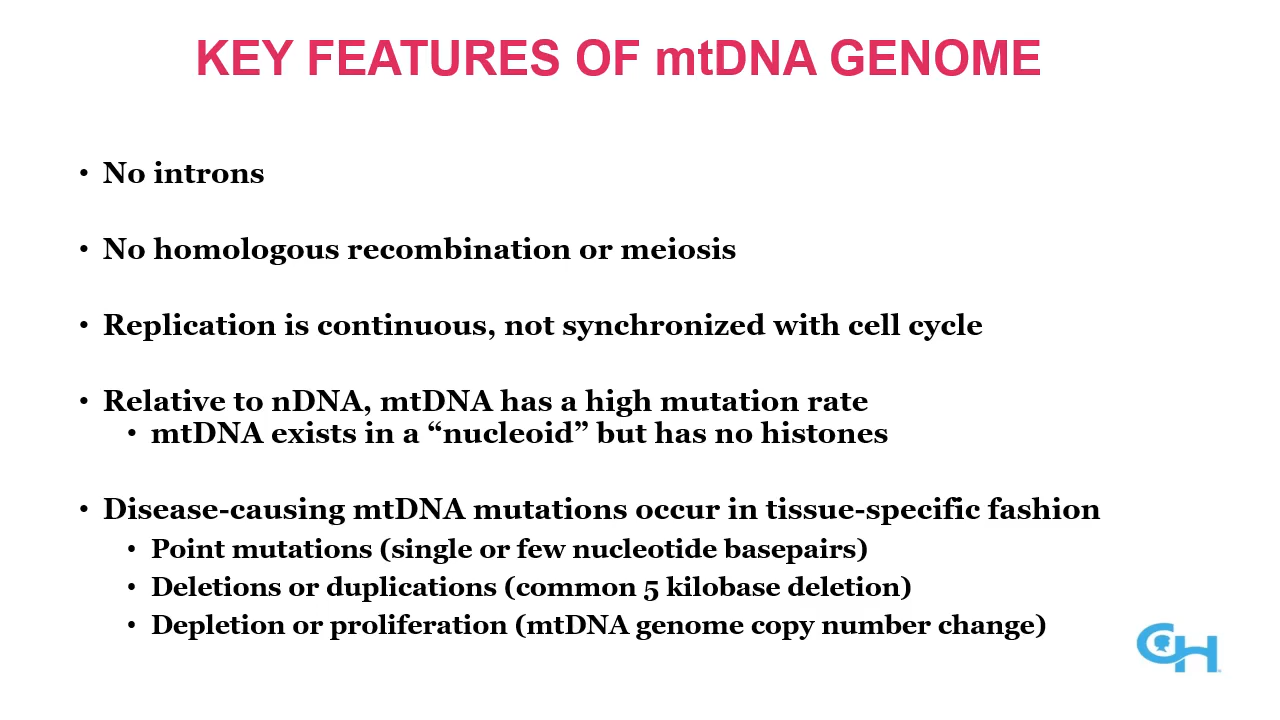 KEY FEATURES OF mtDNA GENOME
• No introns
• No homologous recombination or meiosis
• Replication is continuous, not synchronized with cell cycle
• Relative to nDNA, mtDNA has a high mutation rate
• mtDNA exists in a “nucleoid” but has no histones
• Disease-causing mtDNA mutations occur in tissue-specific fashion
• Point mutations (single or few nucleotide basepairs)
• Deletions or duplications (common 5 kilobase deletion)
• Depletion or proliferation (mtDNA genome copy number change)
CH